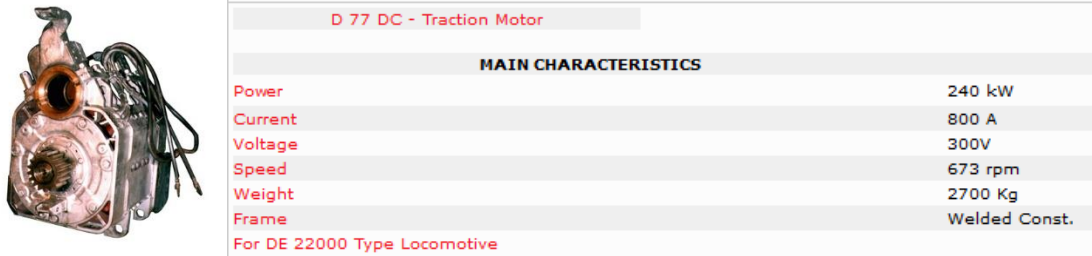 D 77 DC - Traction Motor
MAIN CHARACTERISTICS
Power 240 kW
Current 800 A
Voltage 300V
Speed 673 rpm
Weight 2700 Kg
Frame Welded Const.
For DE 22000 Type Locomotive